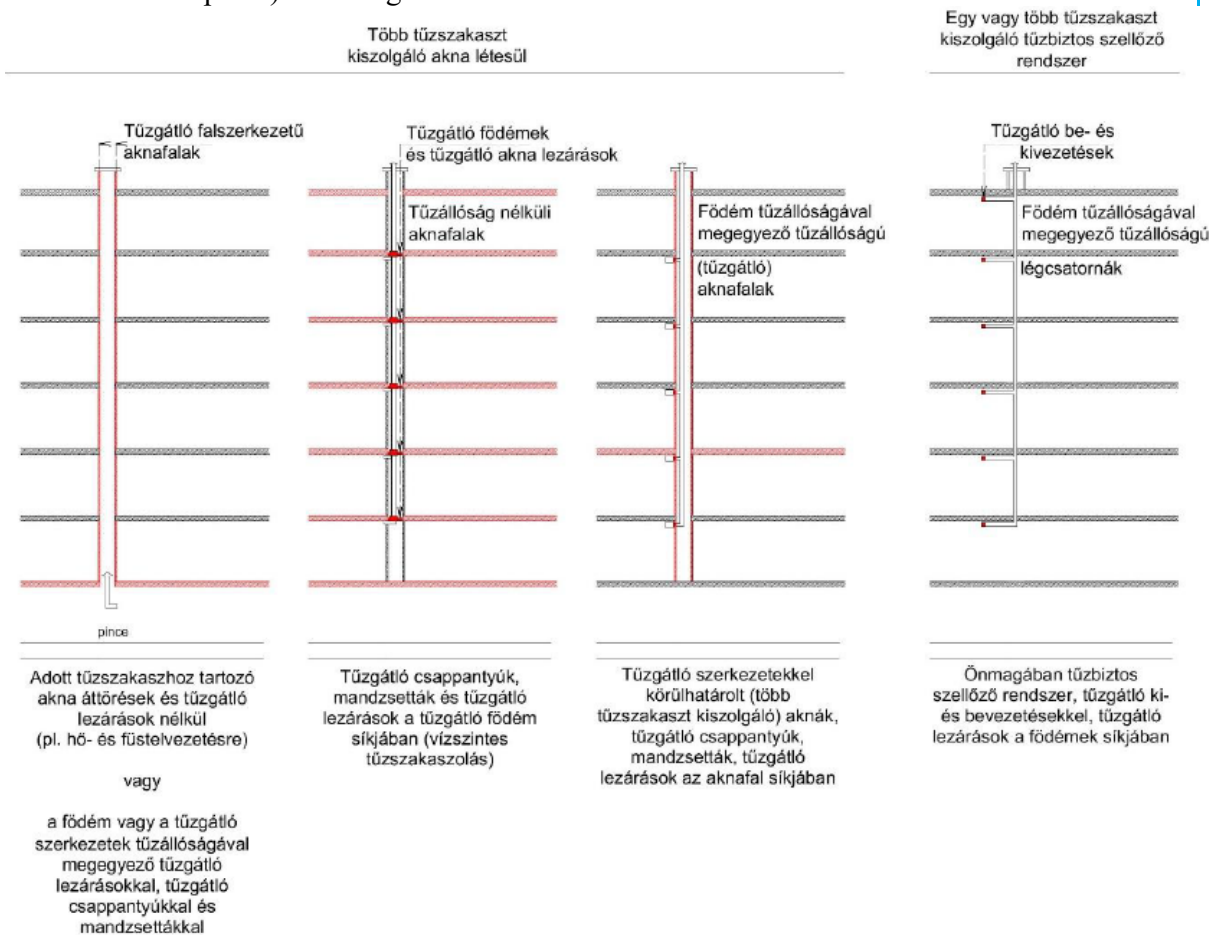 Több tűzszakaszt
kiszolgáló akna létesül
Egy vagy több tűzszakaszt
kiszolgáló tűzbiztos szellőző
rendszer
Tűzgátló falszerkezetű
aknafalak
Tűzgátló födémek
és tűzgátló akna lezárások
Tűzállóság nélküli
aknafalak
Födém tűzállóságával
megegyező tűzállóságú
(tűzgátló)
aknafalak
Tűzgátló be- és
kivezetések
Födém tűzállóságával
megegyező tűzállóságú
légcsatornák
pince
Adott tűzszakaszhoz tartozó
akna áttörések és tűzgátló
lezárások nélkül
(pl. hő- és füstelvezetésre)
vagy
a födém vagy a tűzgátló
szerkezetek tűzállóságával
megegyező tűzgátló
lezárásokkal, tűzgátló
csappantyúkkal és
mandzsettákkal
Tűzgátló csappantyúk,
mandzsetták és tűzgátló
lezárások a tűzgátló födém
síkjában (vízszintes
tűzszakaszolás)
Tűzgátló szerkezetekkel
körülhatárolt (több
tűzszakaszt kiszolgáló) aknák,
tűzgátló csappantyúk,
mandzsetták, tűzgátló
lezárások az aknafal síkjában
Önmagában tűzbiztos
szellőző rendszer, tűzgátló ki-
és bevezetésekkel, tűzgátló
lezárások a födémek síkjában